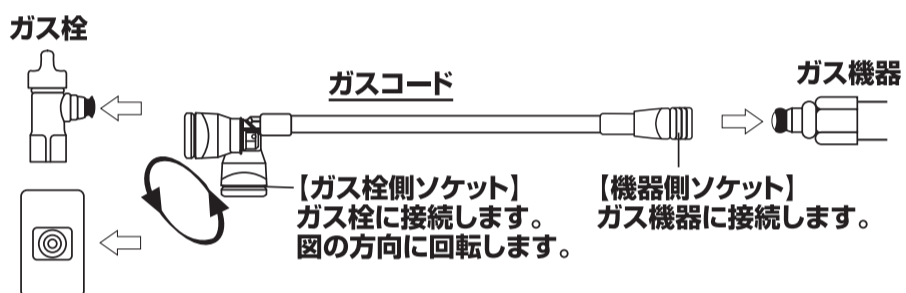 ガス栓
ガスコード
ガス機器
【ガス栓側ソケット】
ガス栓に接続します。
図の方向に回転します。
【機器側ソケット】
ガス機器に接続します。